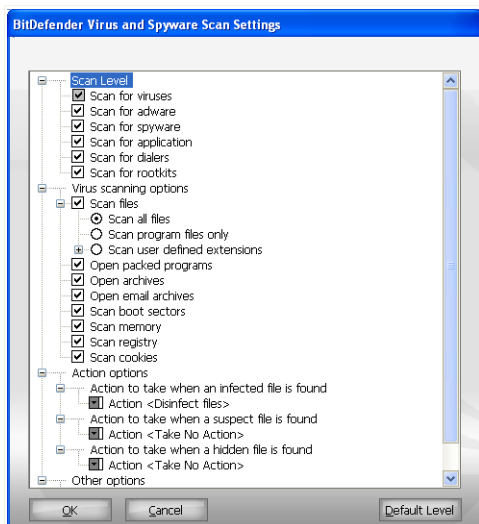 BitDefender Virus and Spyware Scan Settings
Scan Level
Scan for viruses
Scan for adware
Scan for spyware
Scan for application
Scan for dialers
Scan for rootkits
Virus scanning options
Scan files
Scan all files
Scan program files only
Scan user defined extensions
Open packed programs
Open archives
Open email archives
Scan boot sectors
Scan memory
Scan registry
Scan cookies
Action options
Action to take when an infected file is found
Action <Disinfect files>
Action to take when a suspect file is found
Action <Take No Action>
Action to take when a hidden file is found
Action <Take No Action>
Other options
OK Cancel Default Level